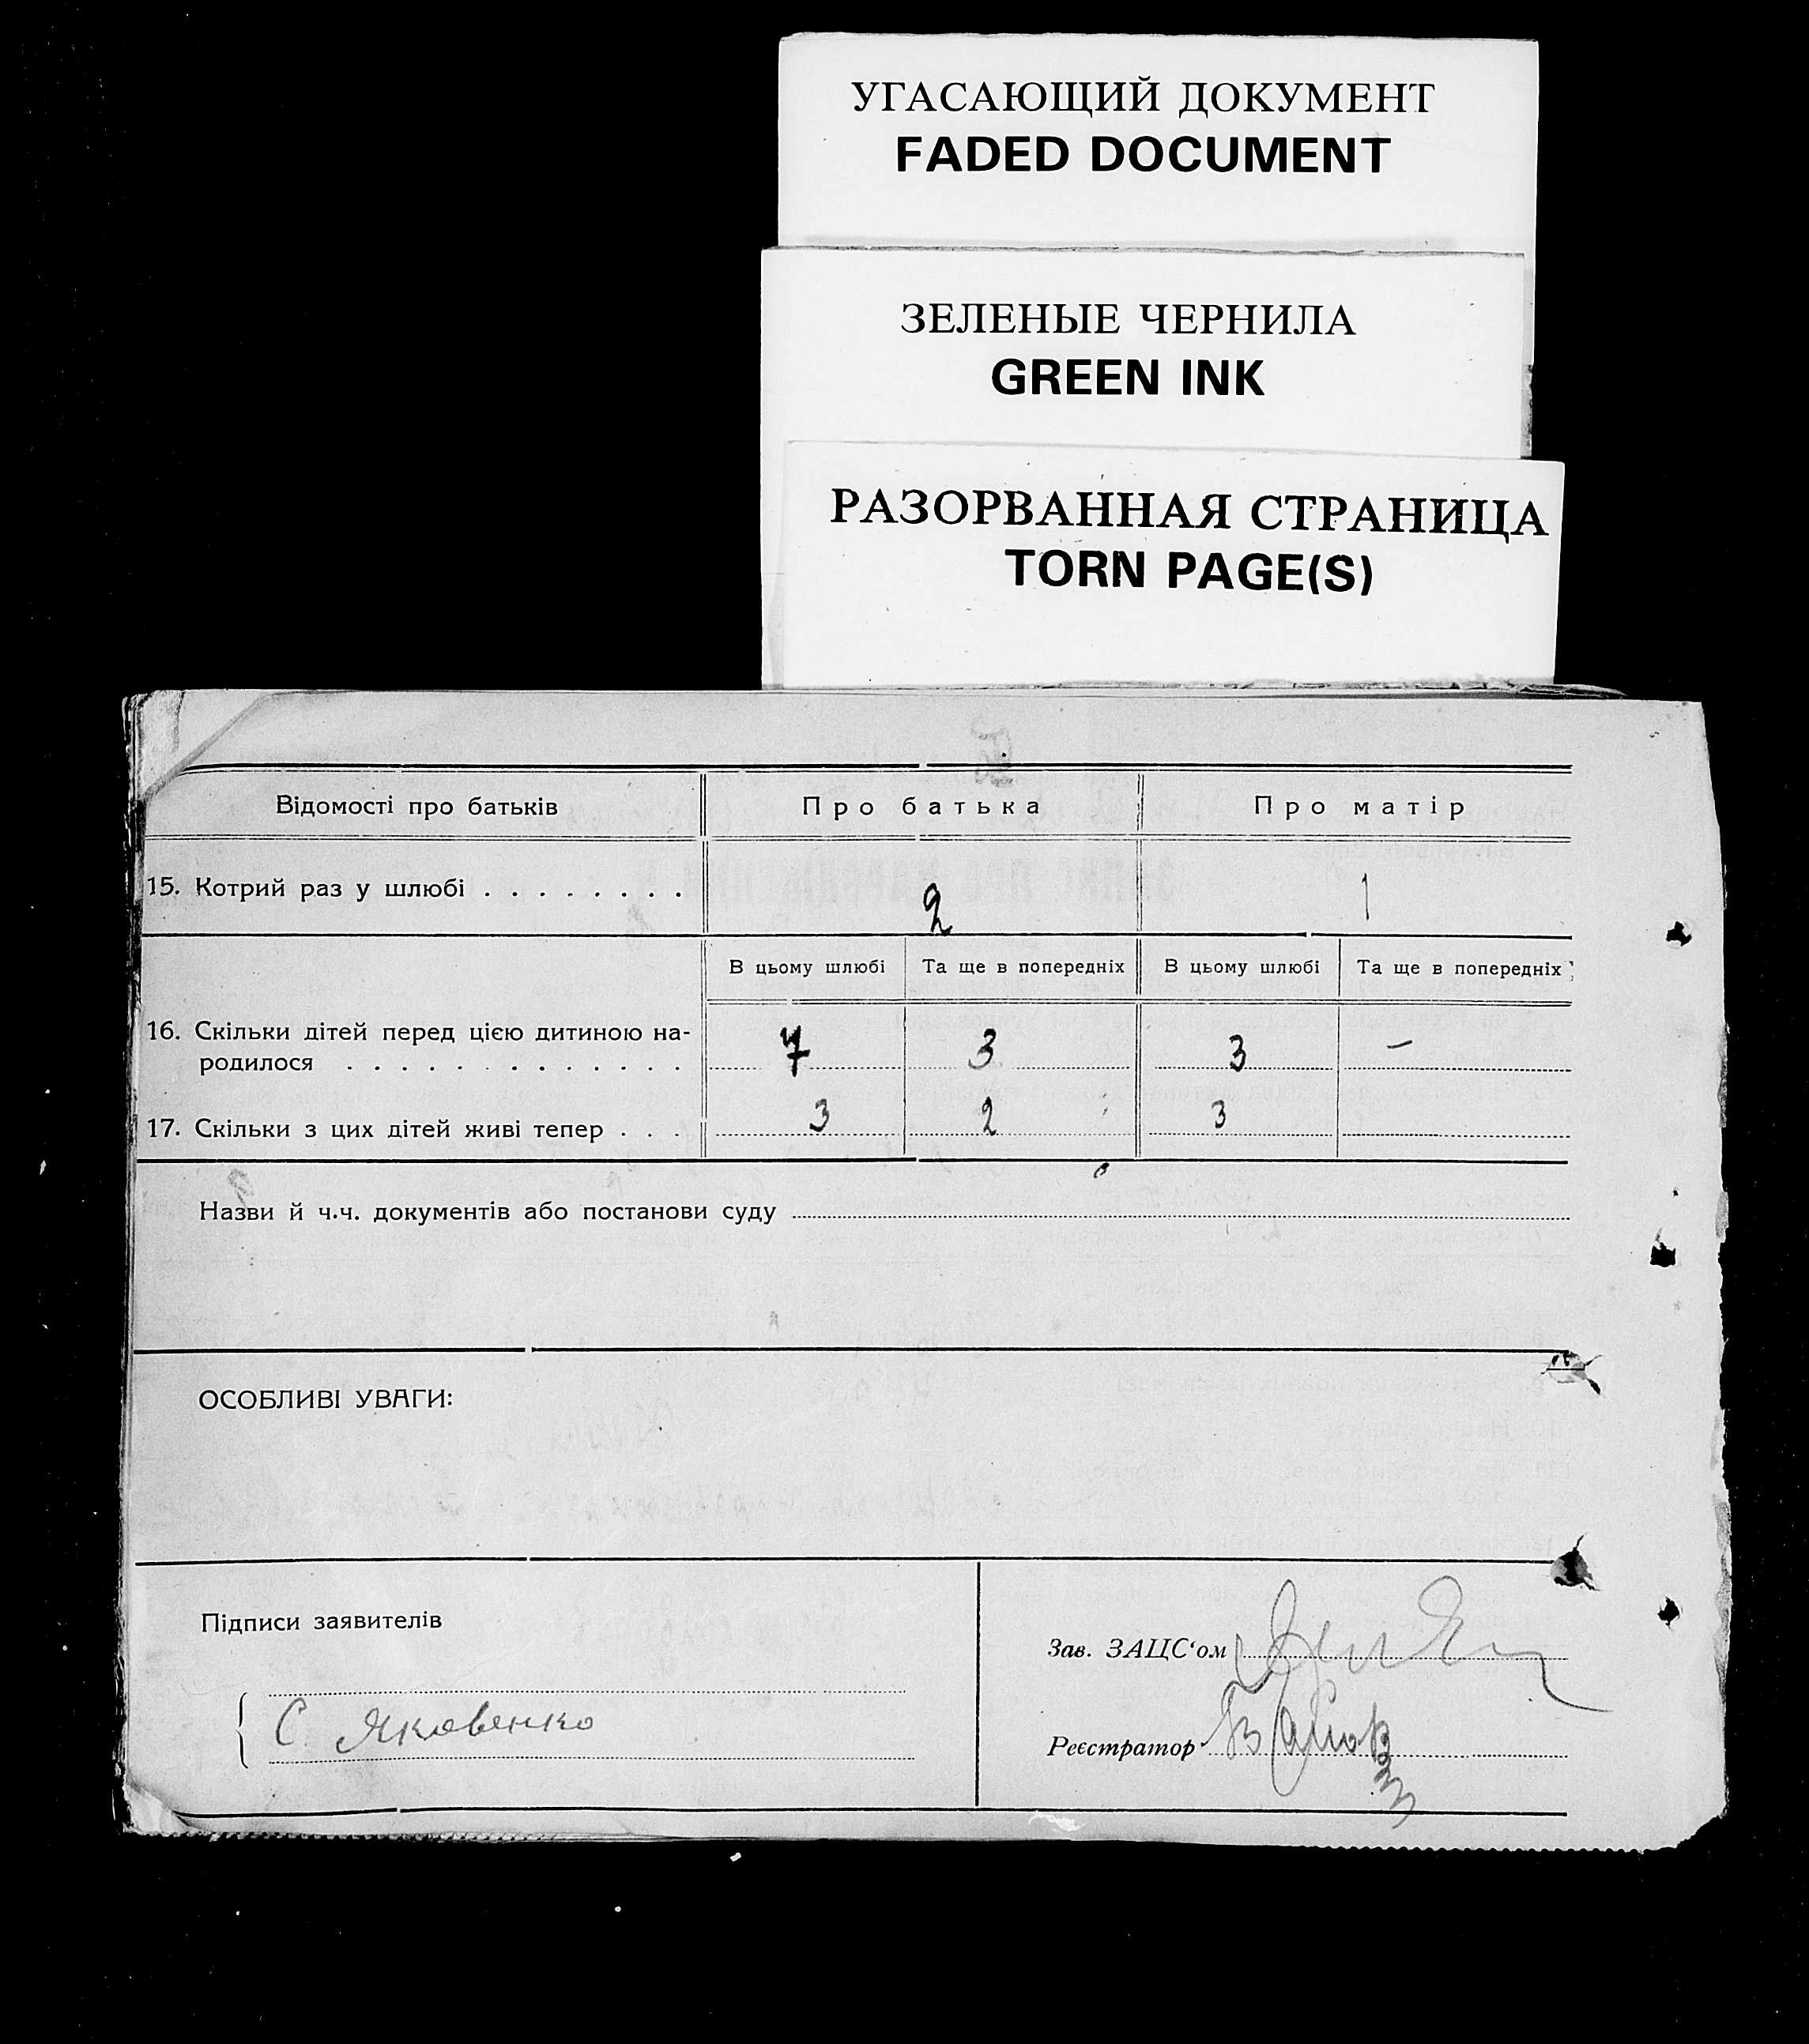 УГАСАЮЩИЙ ДОКУМЕНТ
FADED DOCUMENT
ЗЕЛЕНЫЕ ЧЕРНИЛА
GREEN INK
РАЗОРВАННАЯ СТРАНИЦА
TORN PAGE(S)
Відомості про батьків Про батька Про матір
15. Котрий раз у шлюбі . . . . . . . . 2 1
В цьому шлюбі Та ще в попередніх В цьому шлюбі Та ще в попередніх
16. Скільки дітей перед цією дитиною на- 7 3 3 —
родилося . . . . . . . . . . . . .
17. Скільки з цих дітей живі тепер . . . 3 2 3
Назви й ч.ч. документів або постанови суду
ОСОБЛИВІ УВАГИ:
Підписи заявителів
Зав. ЗАЦС‘ом
С. Яковенко
Реєстратор